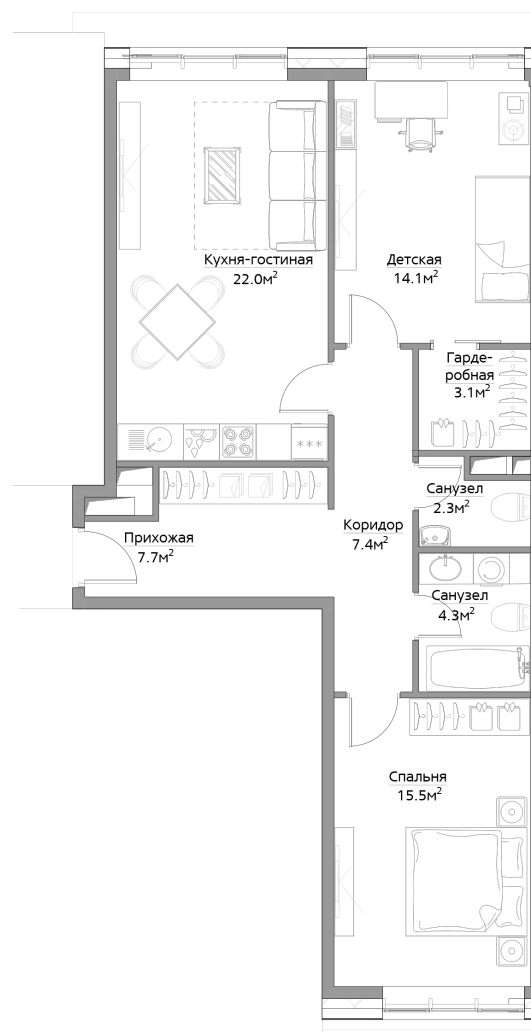 Кухня-гостиная
22.0м²
Детская
14.1м²
Гарде-
робная
3.1м²
Санузел
2.3м²
Коридор
7.4м²
Прихожая
7.7м²
Санузел
4.3м²
Спальня
15.5м²